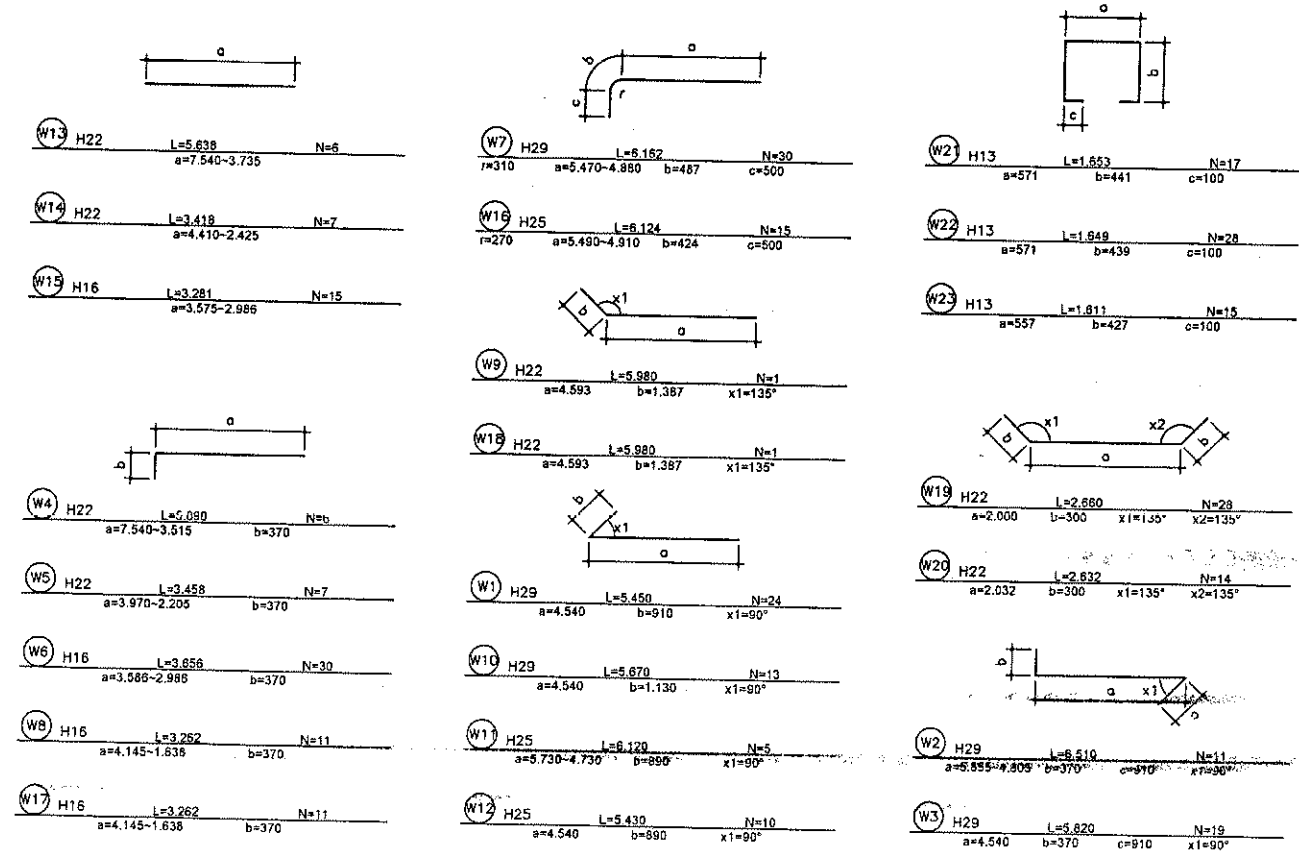 a
W13 H22 L=5.638 N=6
a=7.540~3.735
W14 H22 L=3.418 N=7
a=4.410~2.425
W15 H16 L=3.281 N=15
a=3.575~2.986
a
b
W4 H22 L=5.890 N=6
a=7.540~3.515 b=370
W5 H22 L=3.458 N=7
a=3.970~2.205 b=370
W6 H16 L=3.656 N=30
a=3.586~2.986 b=370
W8 H16 L=3.262 N=11
a=4.145~1.638 b=370
W17 H16 L=3.262 N=11
a=4.145~1.638 b=370
a
b
c
r
W7 H29 L=6.162 N=30
r=310 a=5.470~4.880 b=487 c=500
W16 H25 L=6.124 N=15
r=270 a=5.490~4.910 b=424 c=500
b x1
a
W9 H22 L=5.980 N=1
a=4.593 b=1.387 x1=135°
W18 H22 L=5.980 N=1
a=4.593 b=1.387 x1=135°
b
x1
a
W1 H29 L=5.450 N=24
a=4.540 b=910 x1=90°
W10 H29 L=5.670 N=13
a=4.540 b=1.130 x1=90°
W11 H25 L=6.120 N=5
a=5.730~4.730 b=890 x1=90°
W12 H25 L=5.430 N=10
a=4.540 b=890 x1=90°
a
b
c
W21 H13 L=1.653 N=17
a=571 b=441 c=100
W22 H13 L=1.649 N=28
a=571 b=439 c=100
W23 H13 L=1.611 N=15
a=557 b=427 c=100
b x1 x2 b
a
W19 H22 L=2.660 N=28
a=2.000 b=300 x1=135° x2=135°
W20 H22 L=2.632 N=14
a=2.032 b=300 x1=135° x2=135°
b
a x1
c
W2 H29 L=6.510 N=11
b=370 c=910 x1=90°
W3 H29 L=5.820 N=19
a=4.540 b=370 c=910 x1=90°